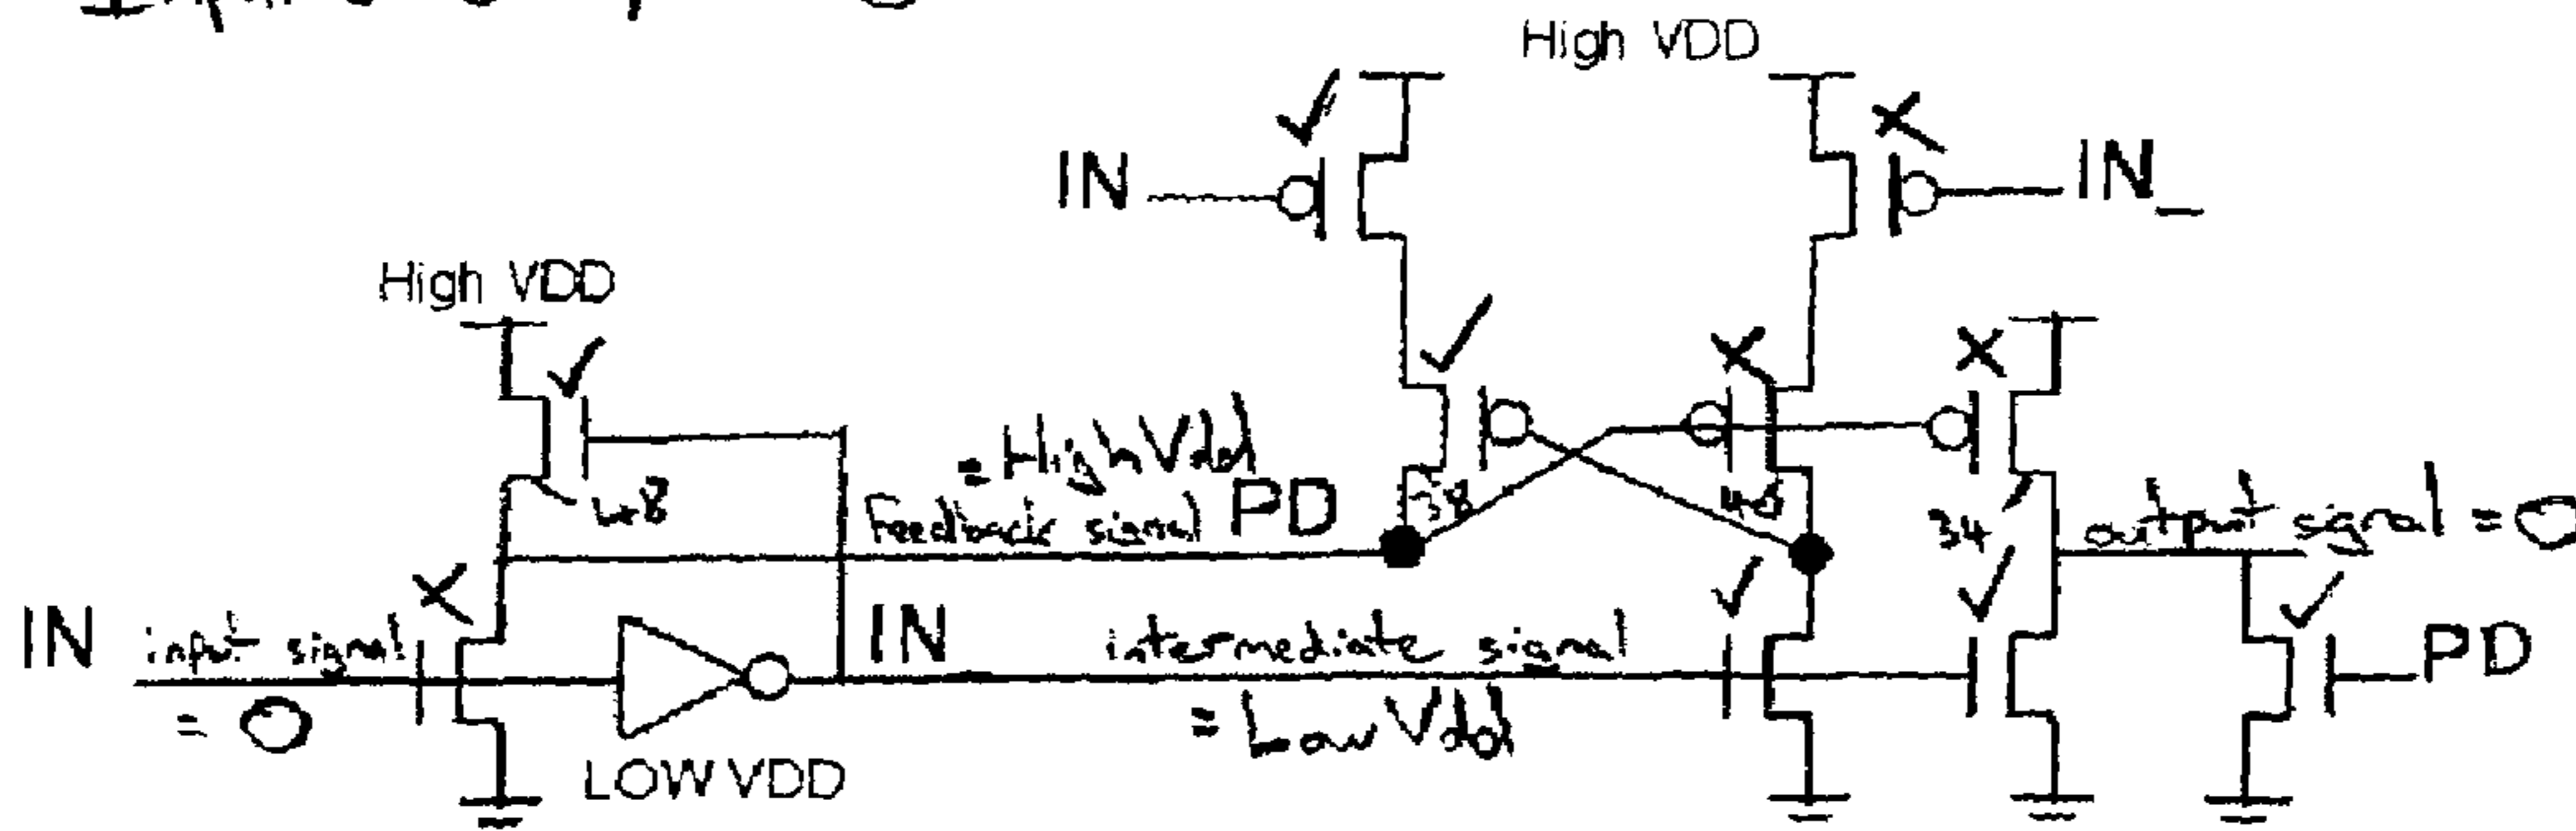 High VDD
IN
IN_
High VDD
= High Vdd
48
Feedback signal PD
38
40
34
output signal = 0
IN
input signal
= 0
IN
intermediate signal
= Low Vdd
PD
LOW VDD